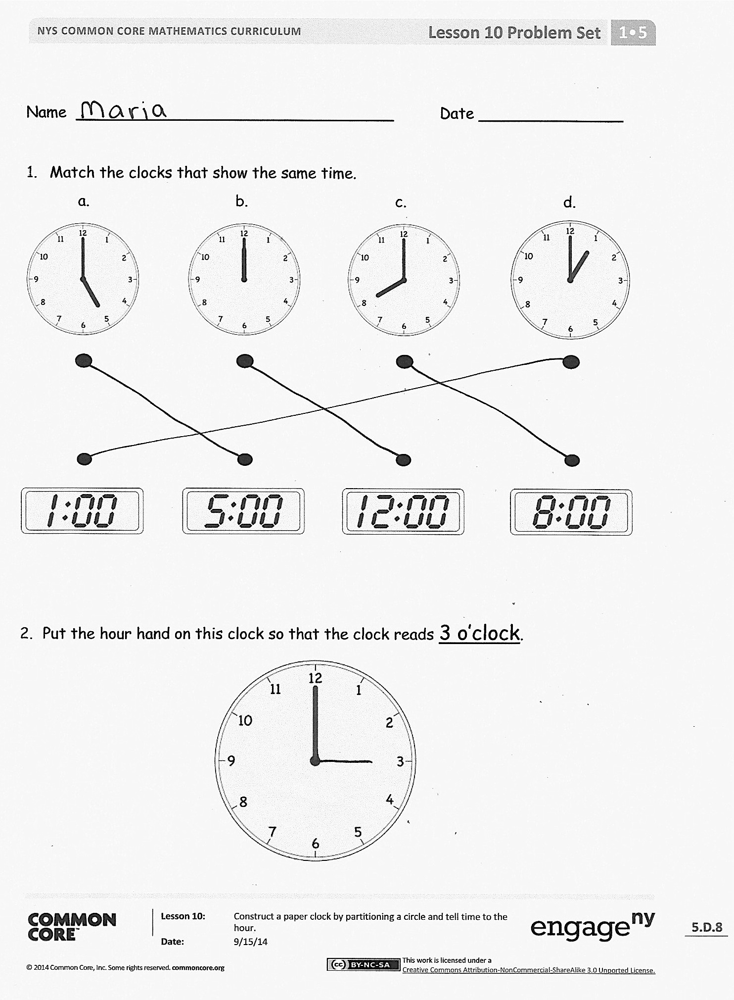 NYS COMMON CORE MATHEMATICS CURRICULUM Lesson 10 Problem Set 1•5
Name Maria Date
1. Match the clocks that show the same time.
a. b. c. d.
12 1 2 3 4 5 6 7 8 9 10 11
12 1 2 3 4 5 6 7 8 9 10 11
12 1 2 3 4 5 6 7 8 9 10 11
12 1 2 3 4 5 6 7 8 9 10 11
1:00 5:00 12:00 8:00
2. Put the hour hand on this clock so that the clock reads 3 o'clock.
12 1 2 3 4 5 6 7 8 9 10 11
COMMON
CORE™
Lesson 10: Construct a paper clock by partitioning a circle and tell time to the
hour.
Date: 9/15/14
engageny
5.D.8
© 2014 Common Core, Inc. Some rights reserved. commoncore.org
(cc) BY-NC-SA
This work is licensed under a
Creative Commons Attribution-NonCommercial-ShareAlike 3.0 Unported License.